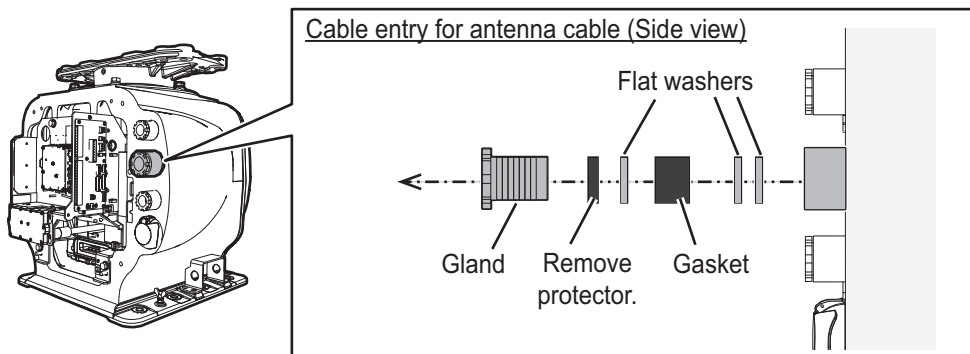 Cable entry for antenna cable (Side view)
Flat washers
Gland
Remove
protector.
Gasket